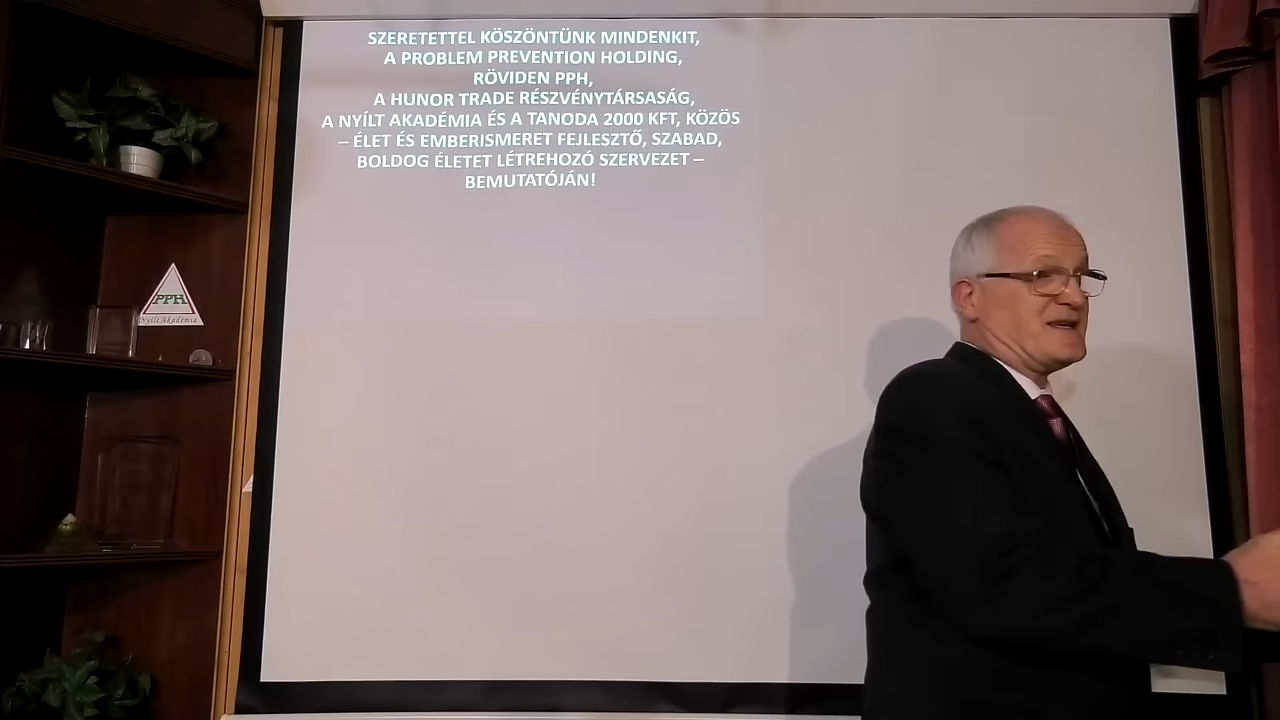 SZERETETTEL KÖSZÖNTÜNK MINDENKIT,
A PROBLEM PREVENTION HOLDING,
RÖVIDEN PPH,
A HUNOR TRADE RÉSZVÉNYTÁRSASÁG,
A NYÍLT AKADÉMIA ÉS A TANODA 2000 KFT, KÖZÖS
– ÉLET ÉS EMBERISMERET FEJLESZTŐ, SZABAD,
BOLDOG ÉLETET LÉTREHOZÓ SZERVEZET –
BEMUTATÓJÁN!
PPH
Nyílt Akadémia